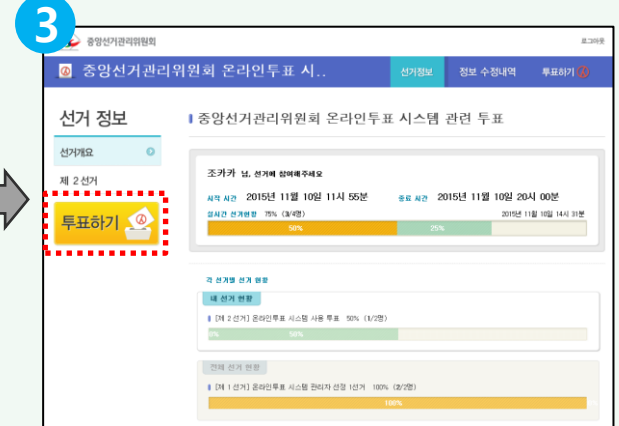 3
중앙선거관리위원회
로그아웃
중앙선거관리위원회 온라인투표 시..
선거정보
정보 수정내역
투표하기
선거 정보
선거개요
제 2선거
투표하기
중앙선거관리위원회 온라인투표 시스템 관련 투표
조카카 님, 선거에 참여해주세요
시작 시간 2015년 11월 10일 11시 55분 종료 시간 2015년 11월 10일 20시 00분
실시간 선거현황 75% (3/4명)
2015년 11월 10일 14시 31분
50%
25%
각 선거별 선거 현황
내 선거 현황
[제 2선거] 온라인투표 시스템 사용 투표 50% (1/2명)
0%
50%
전체 선거 현황
[제 1선거] 온라인투표 시스템 관리자 선정 1선거 100% (2/2명)
100%